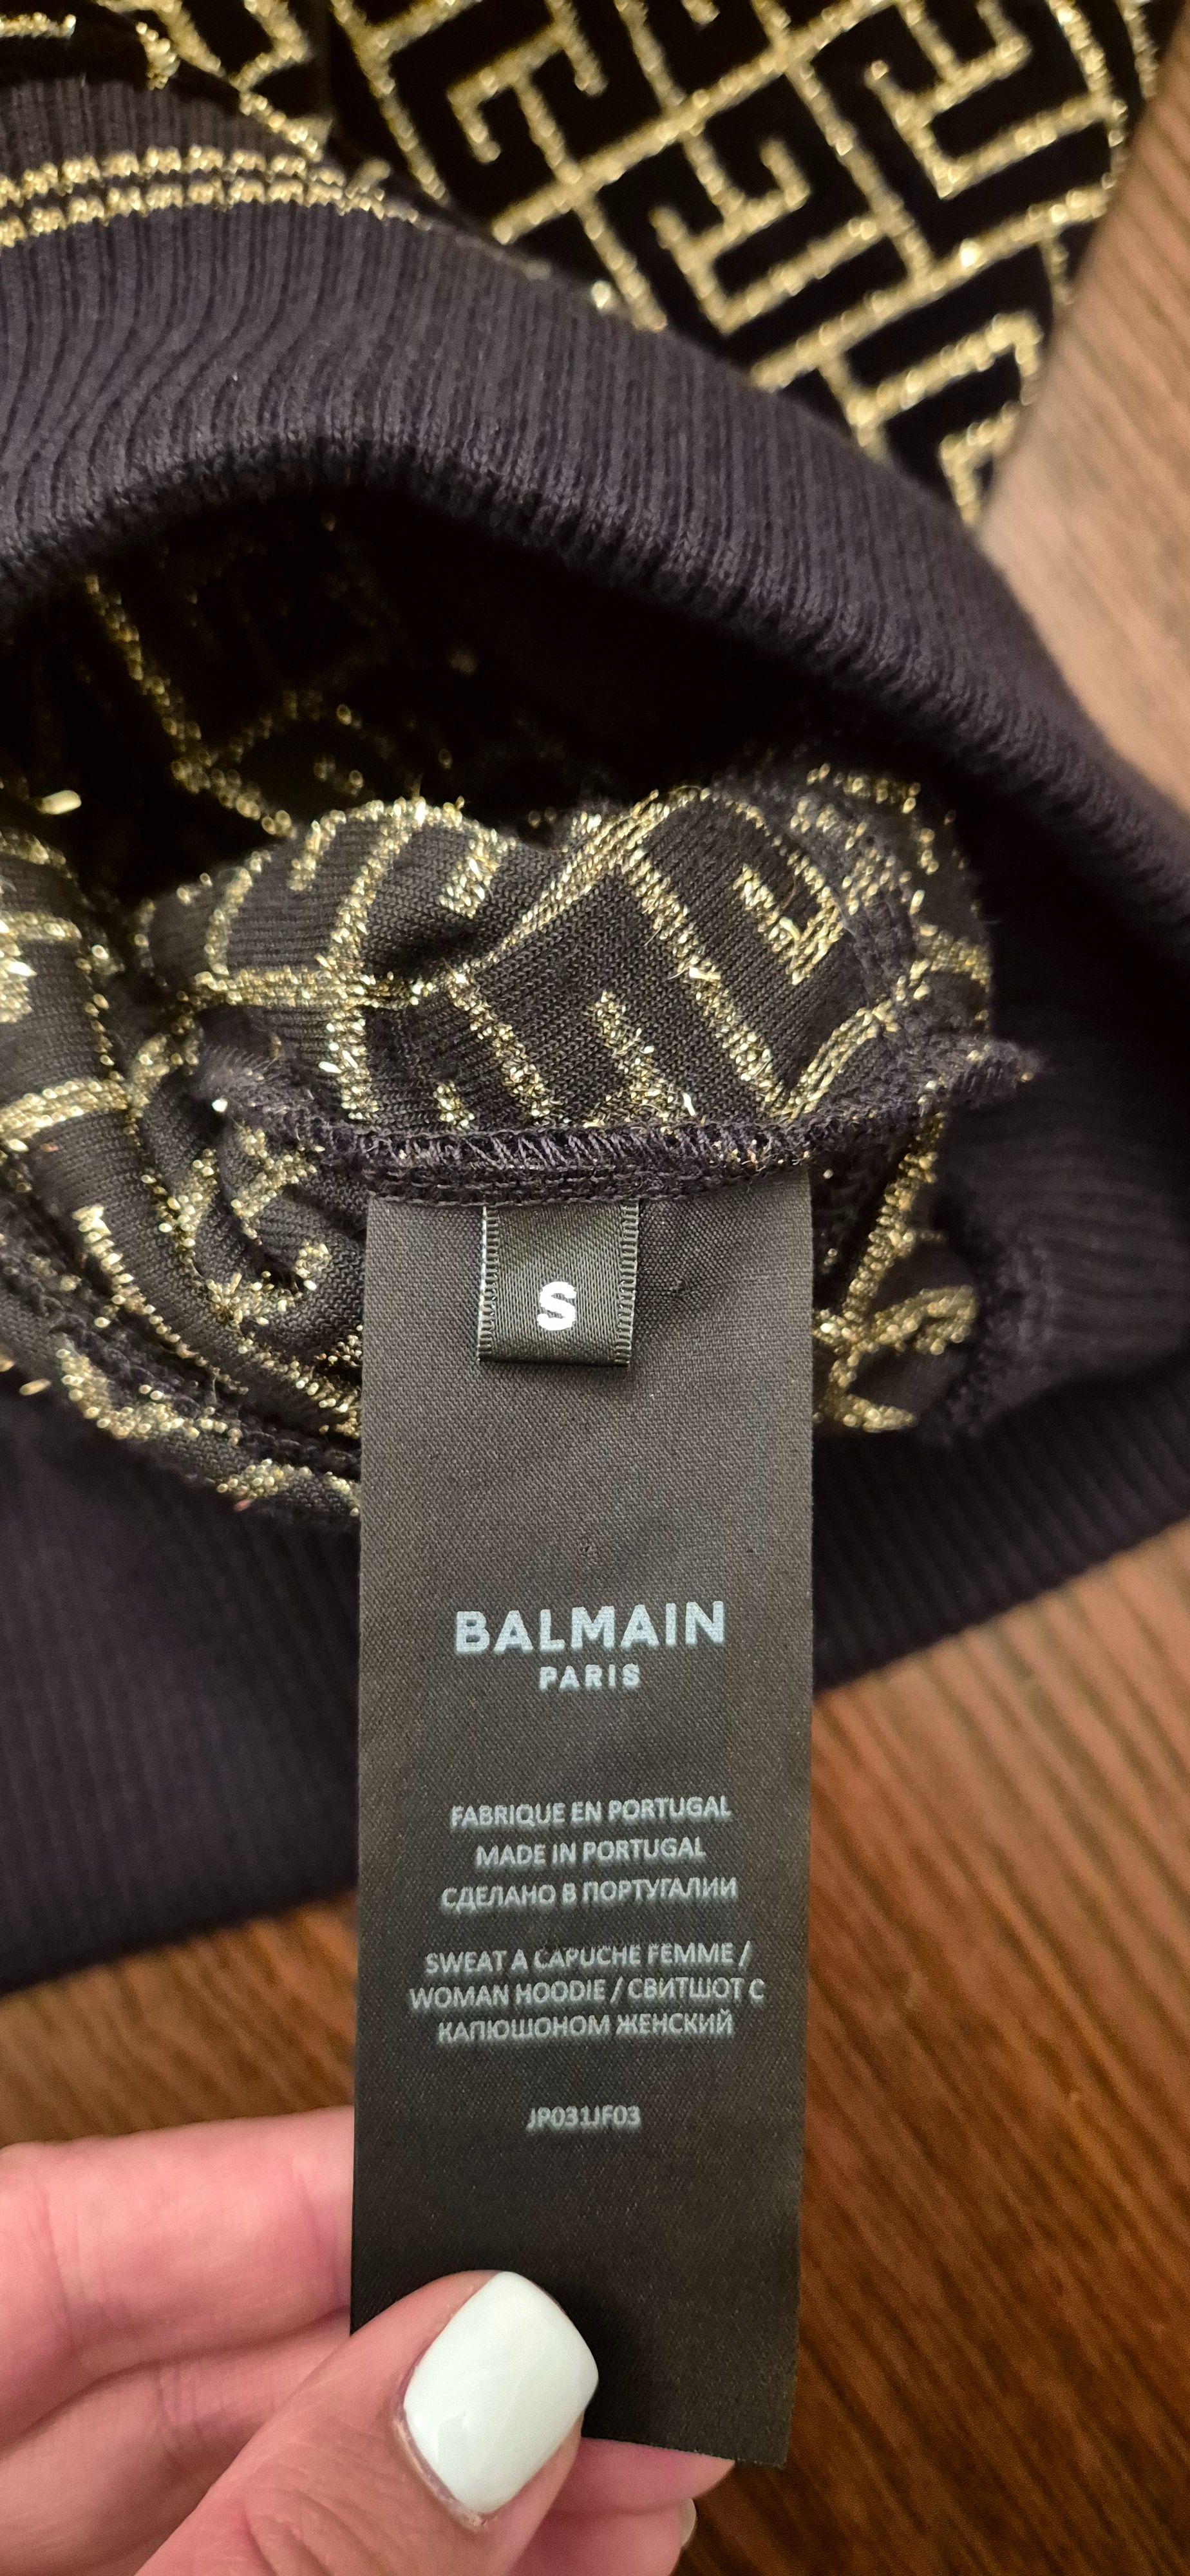 S
BALMAIN
PARIS
FABRIQUE EN PORTUGAL
MADE IN PORTUGAL
СДЕЛАНО В ПОРТУГАЛИИ
SWEAT A CAPUCHE FEMME /
WOMAN HOODIE / СВИТШОТ С
КАПЮШОНОМ ЖЕНСКИЙ
JP031JF03